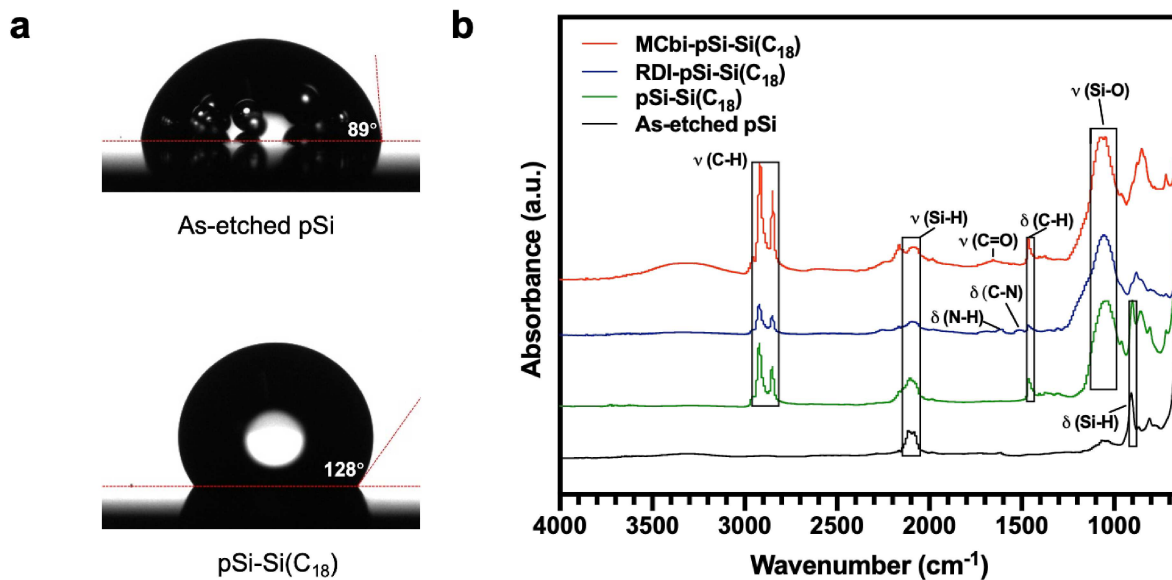 a
89°
As-etched pSi
128°
pSi-Si(C₁₈)
b
MCbi-pSi-Si(C₁₈)
RDI-pSi-Si(C₁₈)
pSi-Si(C₁₈)
As-etched pSi
ν (Si-O)
ν (C-H)
ν (Si-H)
δ (C-H)
ν (C=O)
δ (C-N)
δ (N-H)
δ (Si-H)
Absorbance (a.u.)
4000 3500 3000 2500 2000 1500 1000
Wavenumber (cm⁻¹)